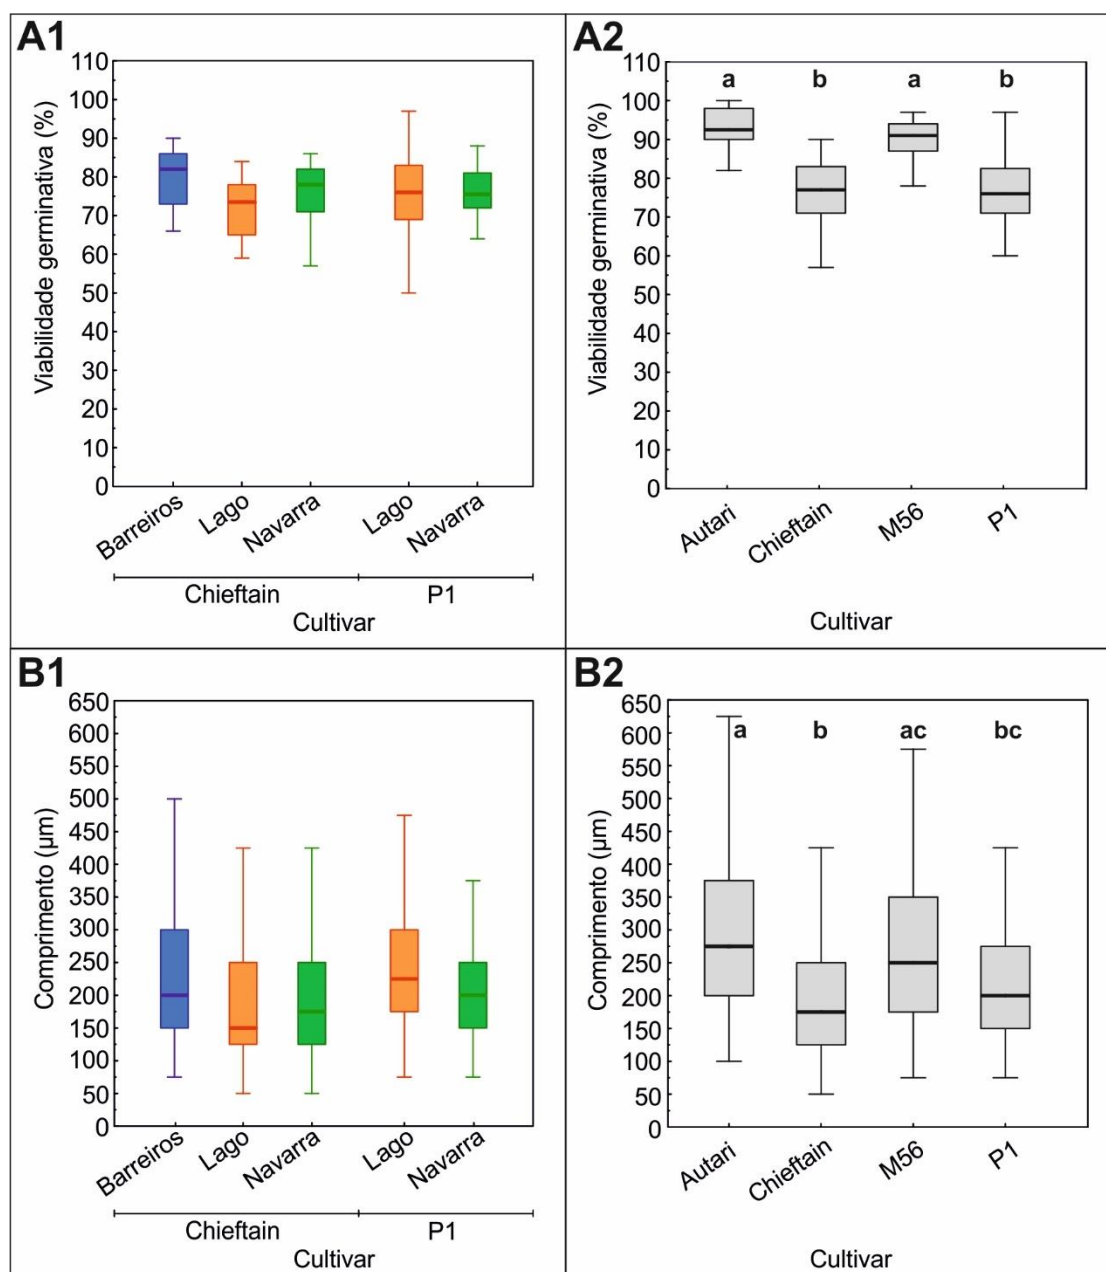 A1
Viabilidade germinativa (%)
110
100
90
80
70
60
50
40
30
20
10
0
Barreiros
Lago
Navarra
Lago
Navarra
Chieftain
P1
Cultivar
A2
Viabilidade germinativa (%)
110
100
90
80
70
60
50
40
30
20
10
0
a
b
a
b
Autari
Chieftain
M56
P1
Cultivar
B1
Comprimento (µm)
650
600
550
500
450
400
350
300
250
200
150
100
50
0
Barreiros
Lago
Navarra
Lago
Navarra
Chieftain
P1
Cultivar
B2
Comprimento (µm)
650
600
550
500
450
400
350
300
250
200
150
100
50
0
a
b
ac
bc
Autari
Chieftain
M56
P1
Cultivar